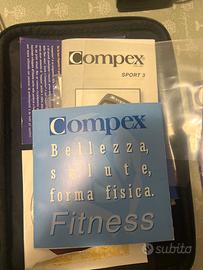 Compex
SPORT 3
Compex
Bellezza,
salute,
forma fisica.
Fitness
subito